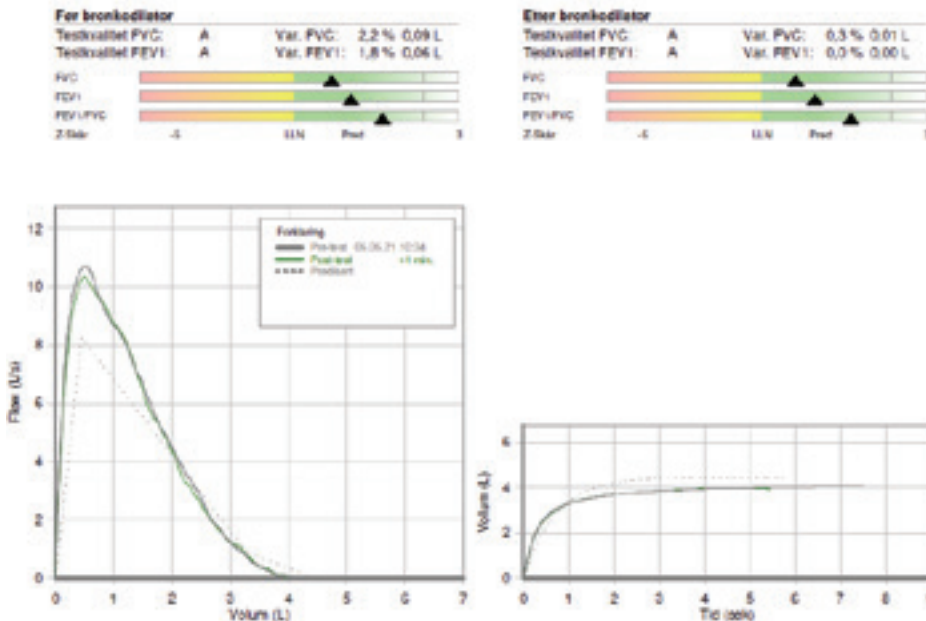 Før bronkodilator
Testkvalitet FVC: A Var. FVC: 2,2 % 0,09 L
Testkvalitet FEV1: A Var. FEV1: 1,8 % 0,06 L
FVC
FEV1
FEV1/FVC
Z-Skår -5 LLN Pred 3
Etter bronkodilator
Testkvalitet FVC: A Var. FVC: 0,3 % 0,01 L
Testkvalitet FEV1: A Var. FEV1: 0,0 % 0,00 L
FVC
FEV1
FEV1/FVC
Z-Skår -5 LLN Pred 3
Forklaring
Pre-test
Post-test +1 min.
Predikert
Flow (L/s)
12
10
8
6
4
2
0
0 1 2 3 4 5 6 7
Volum (L)
Volum (L)
6
4
2
0
0 1 2 3 4 5 6 7 8
Tid (sek)